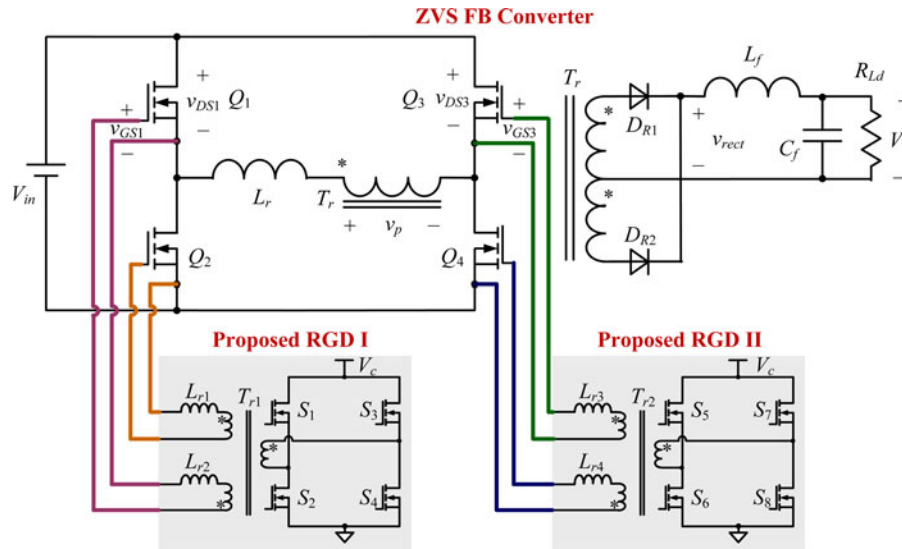 ZVS FB Converter
+
vDS1
−
Q1
+
vGS1
−
Q3
+
vDS3
−
+
vGS3
−
Vin
Lr
*
Tr
+ vp −
Q2
Q4
Tr
*
*
DR1
DR2
+
vrect
−
Lf
Cf
RLd
+
V
−
Proposed RGD I
Vc
Lr1
*
Tr1
S1
S3
*
Lr2
*
S2
S4
Proposed RGD II
Vc
Lr3
*
Tr2
S5
S7
*
Lr4
*
S6
S8